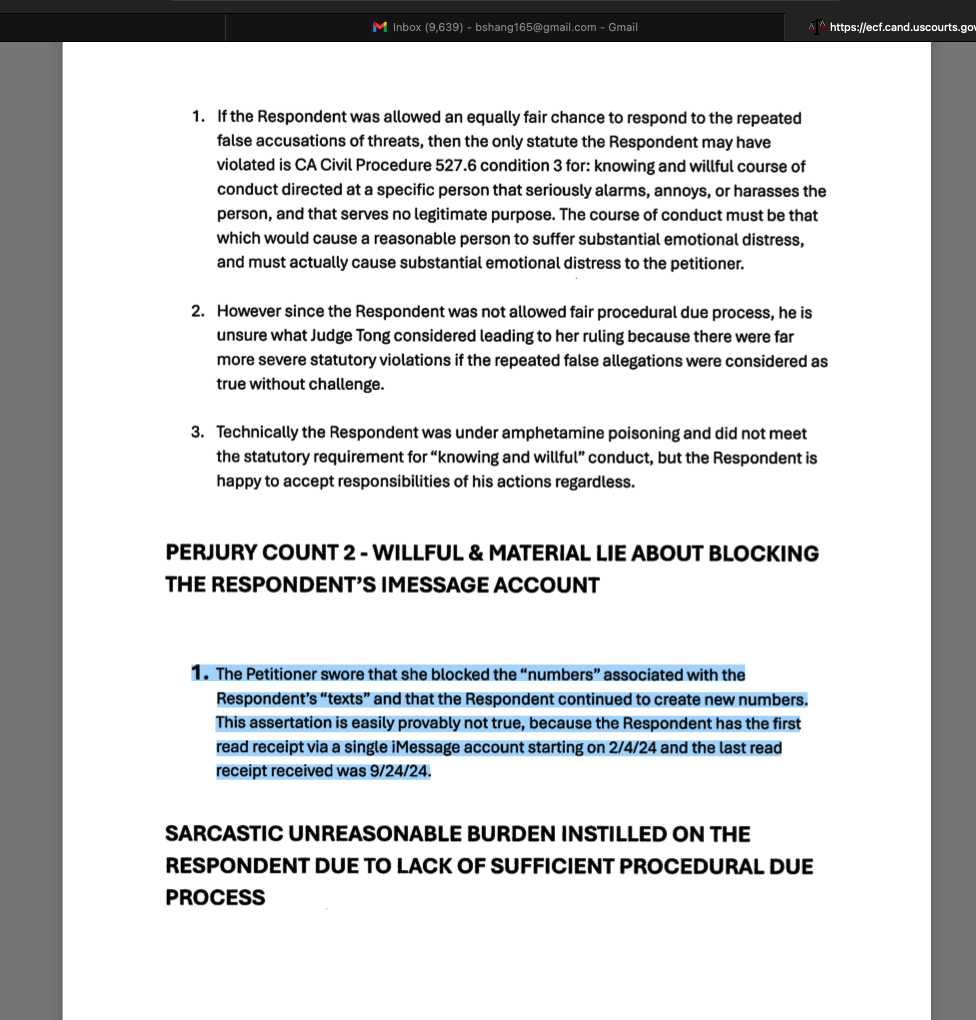 Inbox (9,639) - bshang165@gmail.com - Gmail
https://ecf.cand.uscourts.gov
1. If the Respondent was allowed an equally fair chance to respond to the repeated
false accusations of threats, then the only statute the Respondent may have
violated is CA Civil Procedure 527.6 condition 3 for: knowing and willful course of
conduct directed at a specific person that seriously alarms, annoys, or harasses the
person, and that serves no legitimate purpose. The course of conduct must be that
which would cause a reasonable person to suffer substantial emotional distress,
and must actually cause substantial emotional distress to the petitioner.
2. However since the Respondent was not allowed fair procedural due process, he is
unsure what Judge Tong considered leading to her ruling because there were far
more severe statutory violations if the repeated false allegations were considered as
true without challenge.
3. Technically the Respondent was under amphetamine poisoning and did not meet
the statutory requirement for “knowing and willful” conduct, but the Respondent is
happy to accept responsibilities of his actions regardless.
PERJURY COUNT 2 - WILLFUL & MATERIAL LIE ABOUT BLOCKING
THE RESPONDENT’S IMESSAGE ACCOUNT
1. The Petitioner swore that she blocked the “numbers” associated with the
Respondent’s “texts” and that the Respondent continued to create new numbers.
This assertation is easily provably not true, because the Respondent has the first
read receipt via a single iMessage account starting on 2/4/24 and the last read
receipt received was 9/24/24.
SARCASTIC UNREASONABLE BURDEN INSTILLED ON THE
RESPONDENT DUE TO LACK OF SUFFICIENT PROCEDURAL DUE
PROCESS